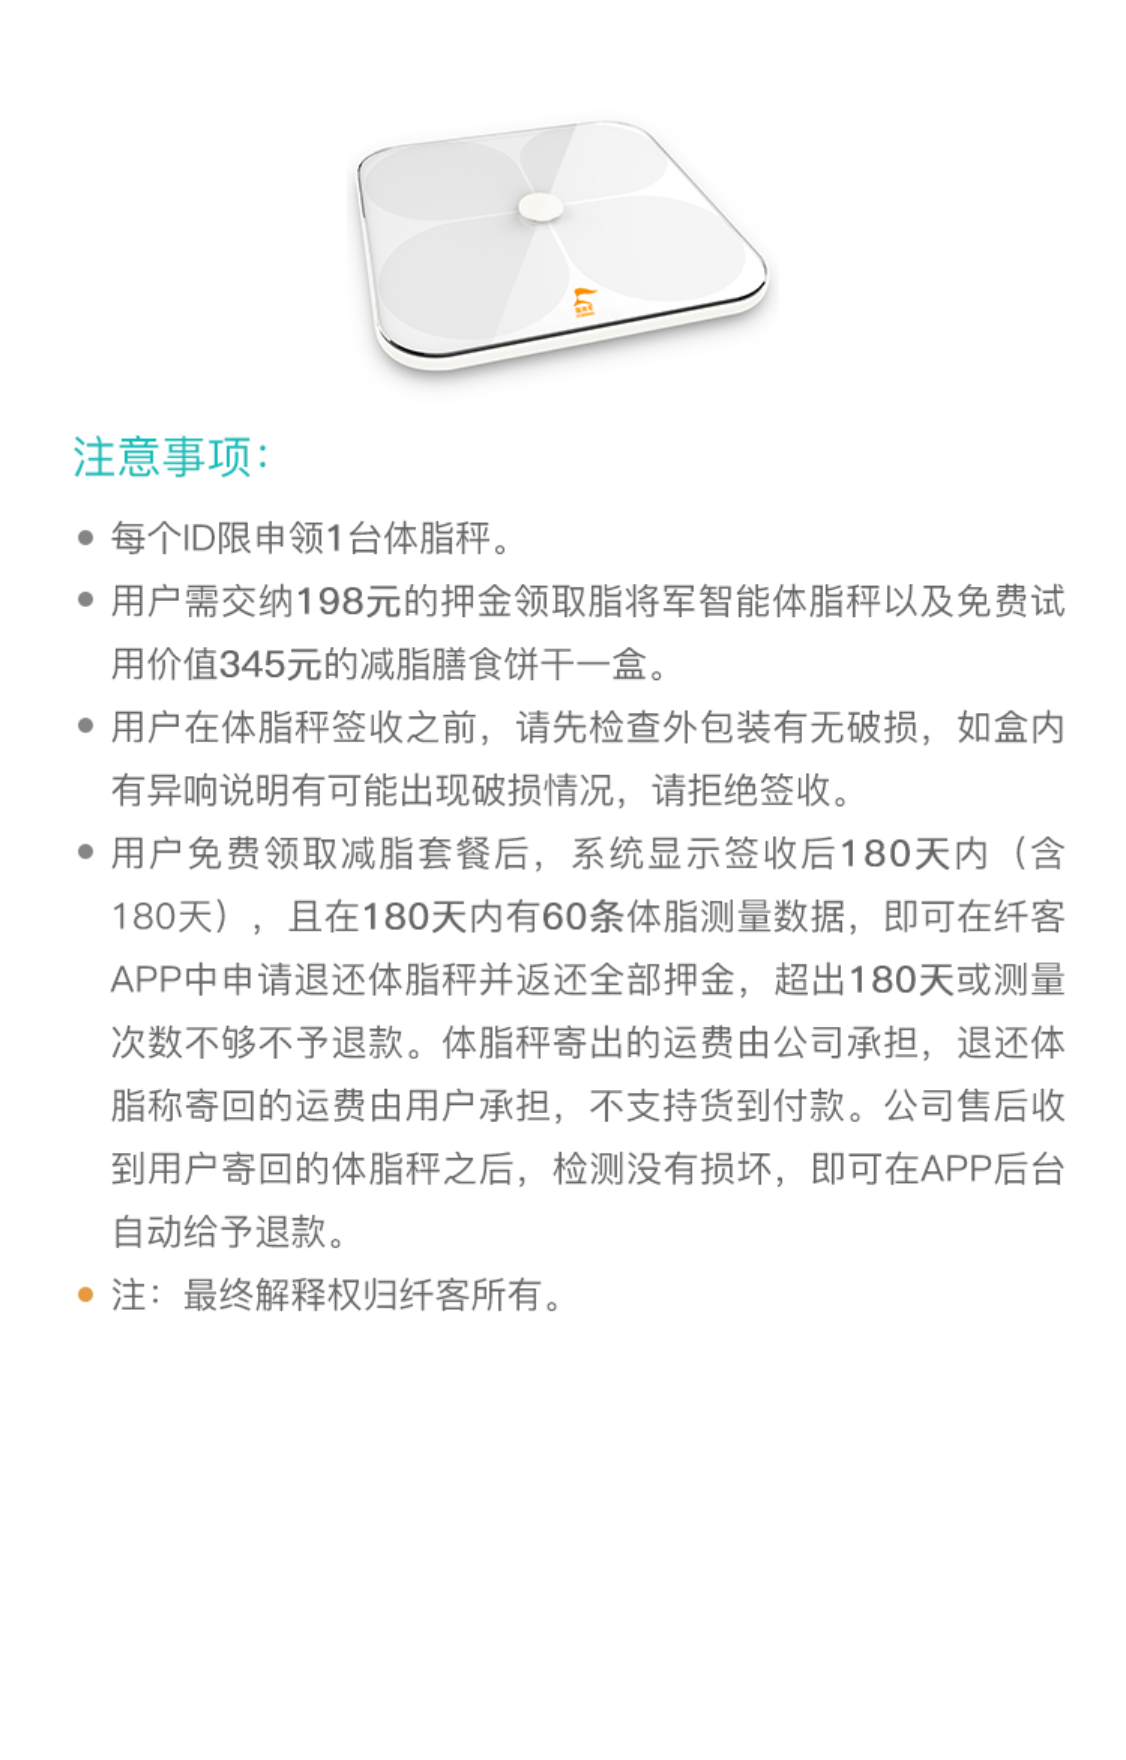 注意事项：
每个ID限申领1台体脂秤。
用户需交纳198元的押金领取脂将军智能体脂秤以及免费试
用价值345元的减脂膳食饼干一盒。
用户在体脂秤签收之前，请先检查外包装有无破损，如盒内
有异响说明有可能出现破损情况，请拒绝签收。
用户免费领取减脂套餐后，系统显示签收后180天内（含
180天），且在180天内有60条体脂测量数据，即可在纤客
APP中申请退还体脂秤并返还全部押金，超出180天或测量
次数不够不予退款。体脂秤寄出的运费由公司承担，退还体
脂称寄回的运费由用户承担，不支持货到付款。公司售后收
到用户寄回的体脂秤之后，检测没有损坏，即可在APP后台
自动给予退款。
注：最终解释权归纤客所有。